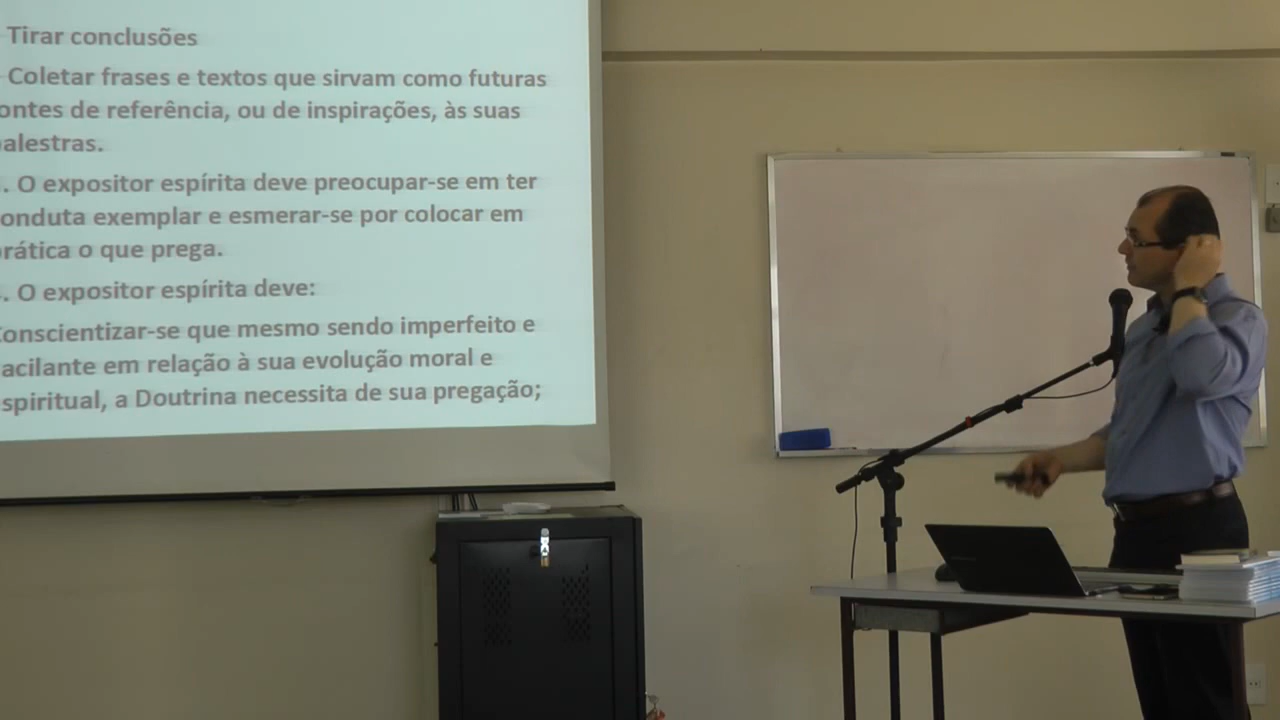 Tirar conclusões
Coletar frases e textos que sirvam como futuras
ontes de referência, ou de inspirações, às suas
alestras.
. O expositor espírita deve preocupar-se em ter
onduta exemplar e esmerar-se por colocar em
rática o que prega.
. O expositor espírita deve:
onscientizar-se que mesmo sendo imperfeito e
acilante em relação à sua evolução moral e
spiritual, a Doutrina necessita de sua pregação;